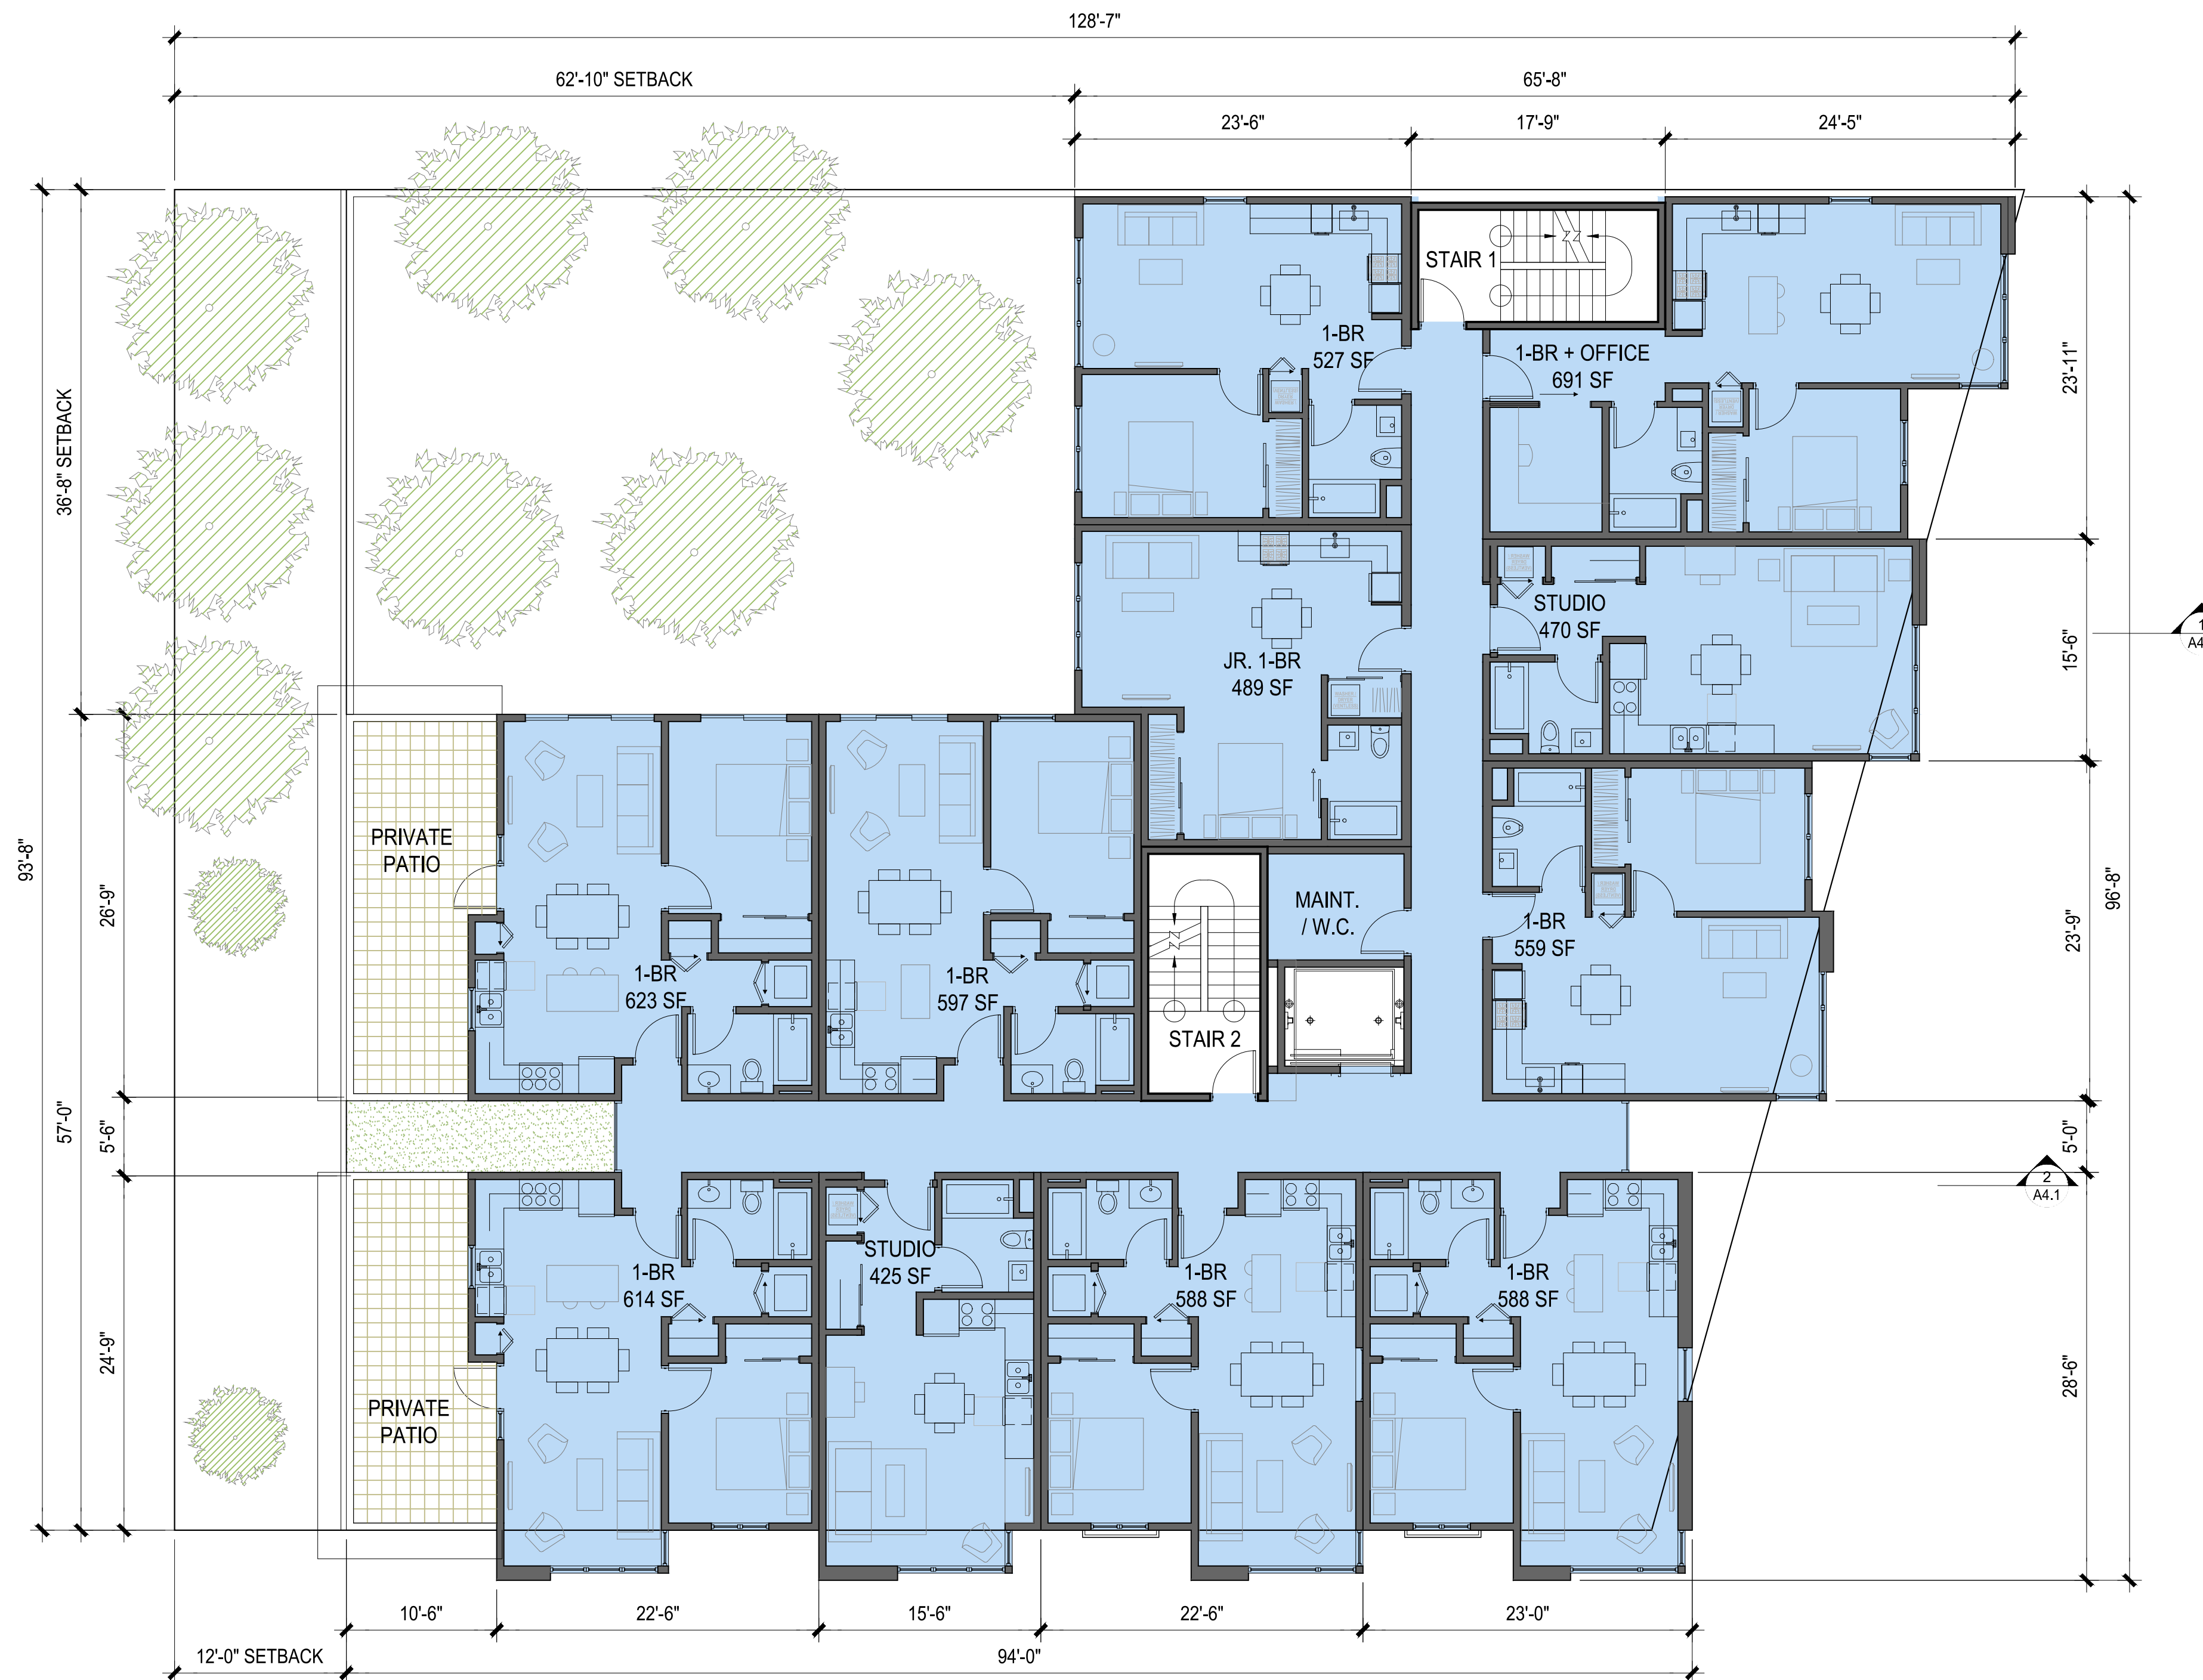 128'-7"
62'-10" SETBACK
65'-8"
23'-6"
17'-9"
24'-5"
STAIR 1
1-BR
527 SF
1-BR + OFFICE
691 SF
23'-11"
36'-8" SETBACK
STUDIO
470 SF
15'-6"
1
A4
JR. 1-BR
489 SF
PRIVATE
PATIO
93'-8"
26'-9"
MAINT.
/ W.C.
1-BR
559 SF
23'-9"
96'-8"
1-BR
623 SF
1-BR
597 SF
STAIR 2
57'-0"
5'-6"
5'-0"
2
A4.1
STUDIO
425 SF
1-BR
614 SF
1-BR
588 SF
1-BR
588 SF
24'-9"
28'-6"
PRIVATE
PATIO
10'-6"
22'-6"
15'-6"
22'-6"
23'-0"
12'-0" SETBACK
94'-0"